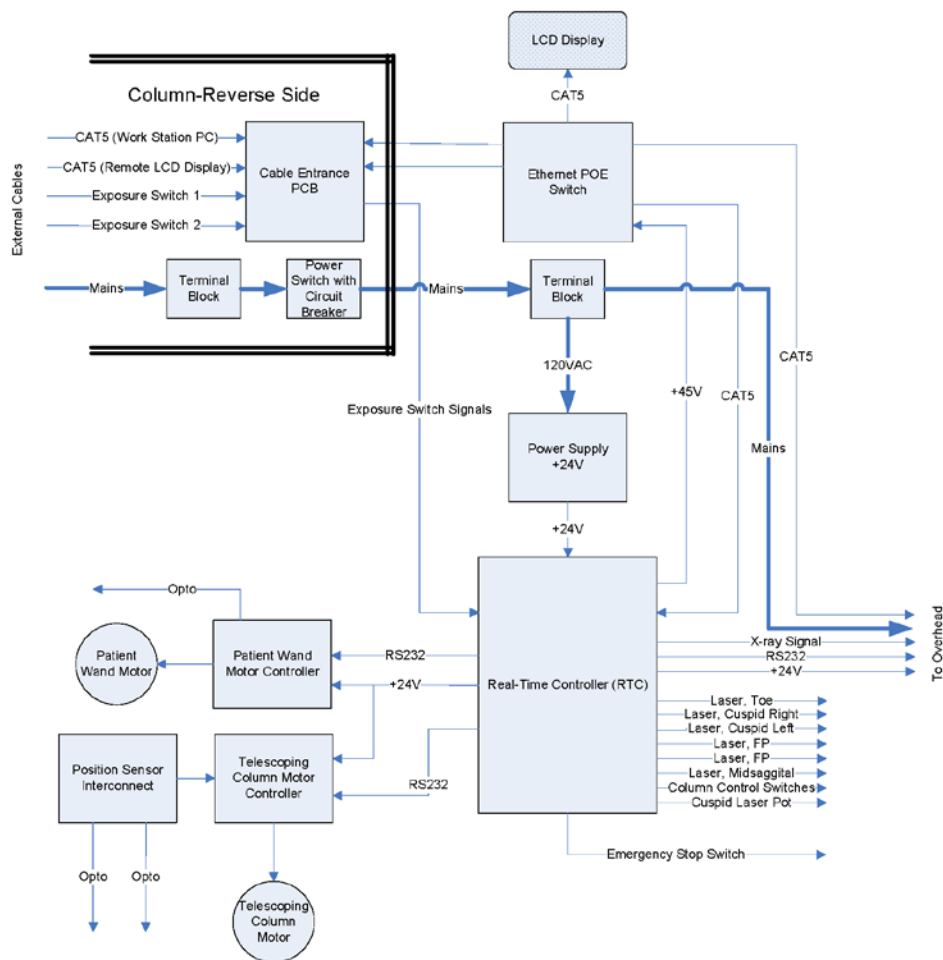 LCD Display
CAT5
Column-Reverse Side
External Cables
CAT5 (Work Station PC)
CAT5 (Remote LCD Display)
Exposure Switch 1
Exposure Switch 2
Cable Entrance
PCB
Ethernet POE
Switch
Mains
Terminal
Block
Power
Switch with
Circuit
Breaker
Mains
Terminal
Block
120VAC
+45V
CAT5
CAT5
Exposure Switch Signals
Mains
Power Supply
+24V
+24V
Opto
Patient
Wand Motor
Patient Wand
Motor Controller
RS232
+24V
Real-Time Controller (RTC)
X-ray Signal
RS232
+24V
To Overhead
Laser, Toe
Laser, Cuspid Right
Laser, Cuspid Left
Laser, FP
Laser, FP
Laser, Midsaggital
Column Control Switches
Cuspid Laser Pot
Position Sensor
Interconnect
Telescoping
Column Motor
Controller
RS232
Emergency Stop Switch
Opto
Opto
Telescoping
Column
Motor